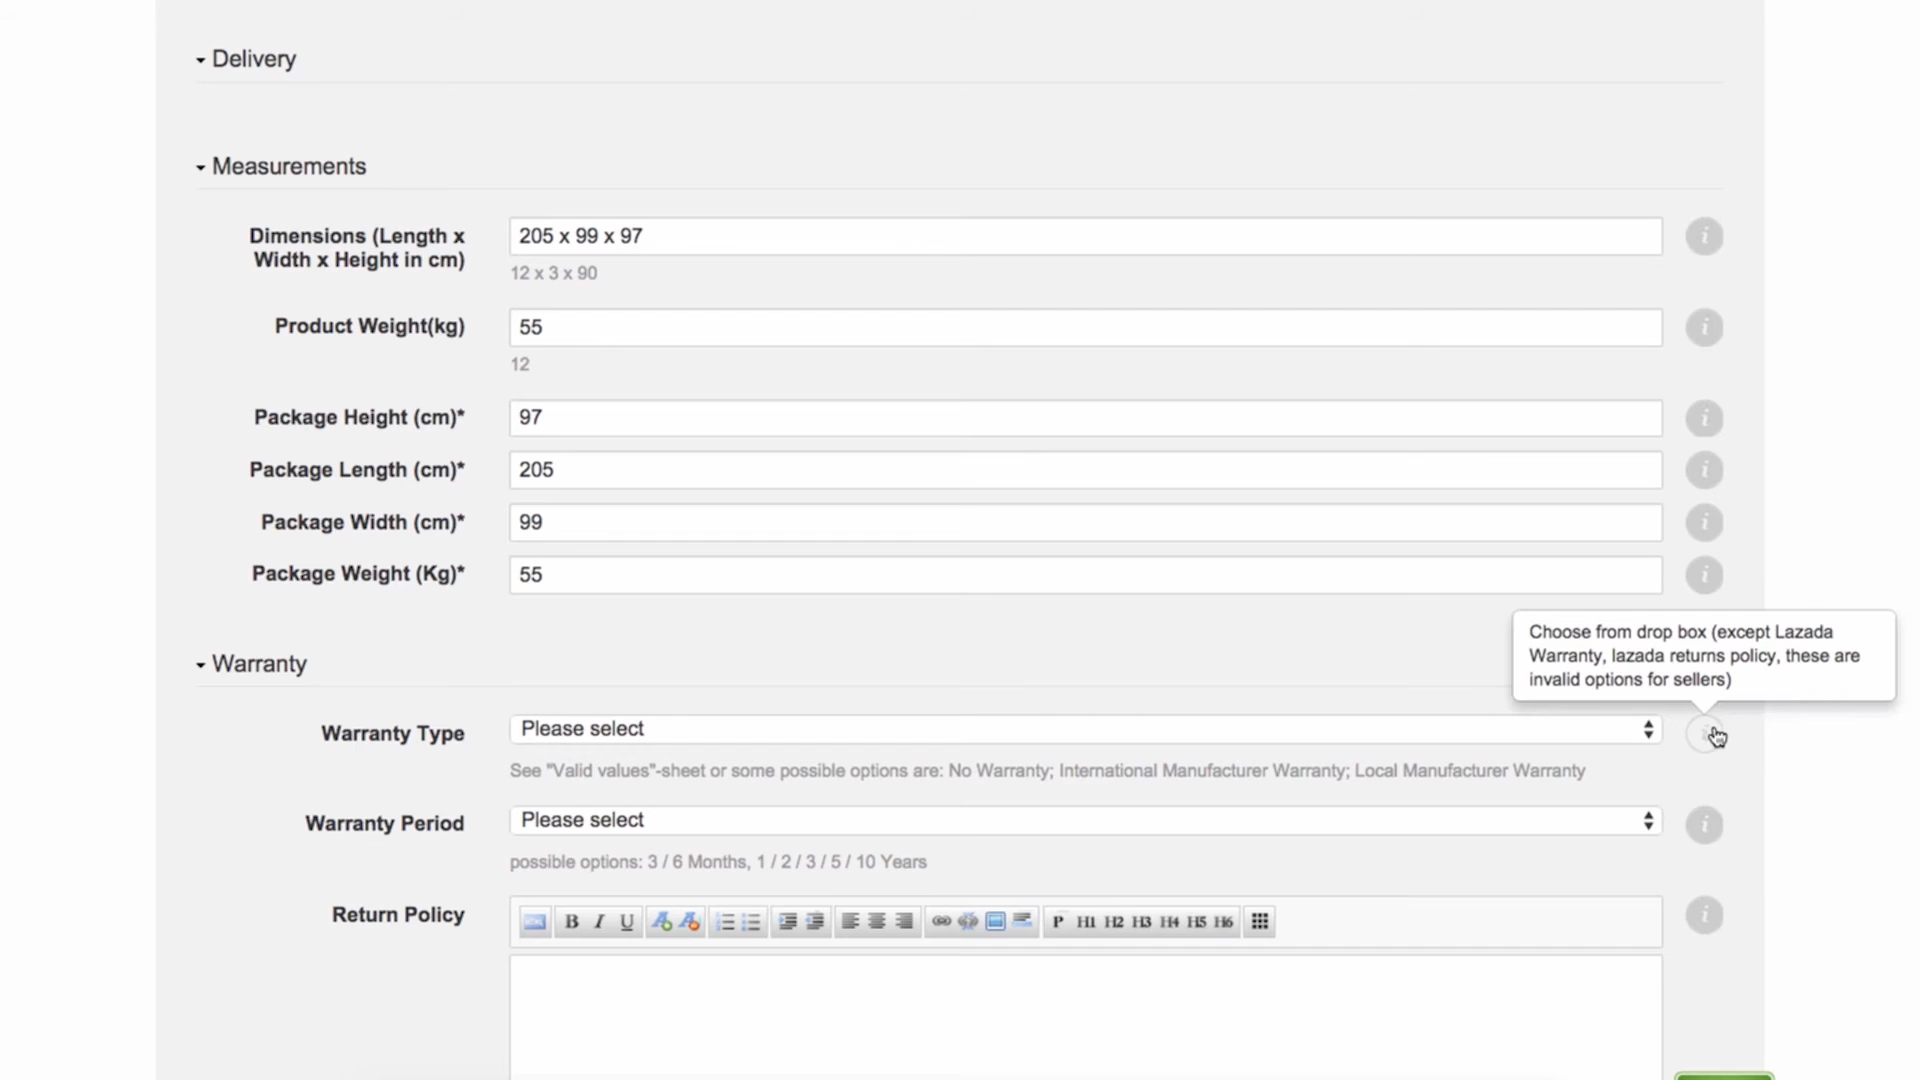 Delivery
Measurements
Dimensions (Length x
Width x Height in cm)
205 x 99 x 97
12 x 3 x 90
Product Weight(kg)
55
12
Package Height (cm)*
97
Package Length (cm)*
205
Package Width (cm)*
99
Package Weight (Kg)*
55
Choose from drop box (except Lazada
Warranty, lazada returns policy, these are
invalid options for sellers)
Warranty
Warranty Type
Please select
See "Valid values"-sheet or some possible options are: No Warranty; International Manufacturer Warranty; Local Manufacturer Warranty
Warranty Period
Please select
possible options: 3 / 6 Months, 1 / 2 / 3 / 5 / 10 Years
Return Policy
B I U P H1 H2 H3 H4 H5 H6